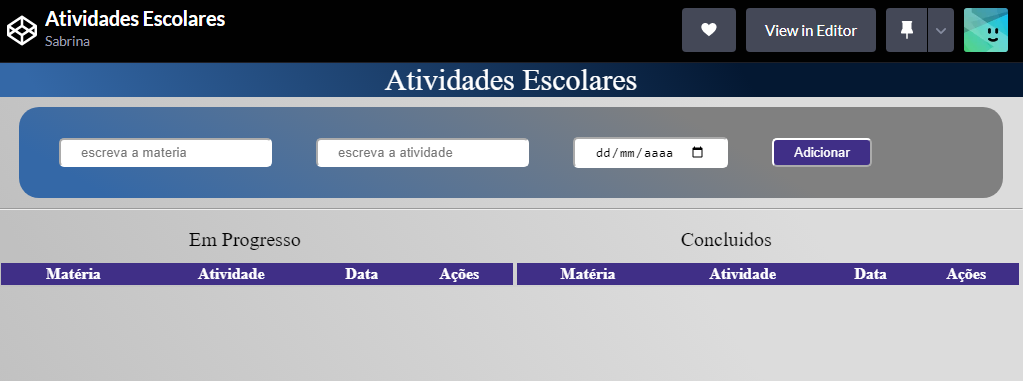 Atividades Escolares
Sabrina
View in Editor
Atividades Escolares
escreva a materia
escreva a atividade
dd/mm/aaaa
Adicionar
Em Progresso
Concluidos
Matéria Atividade Data Ações Matéria Atividade Data Ações